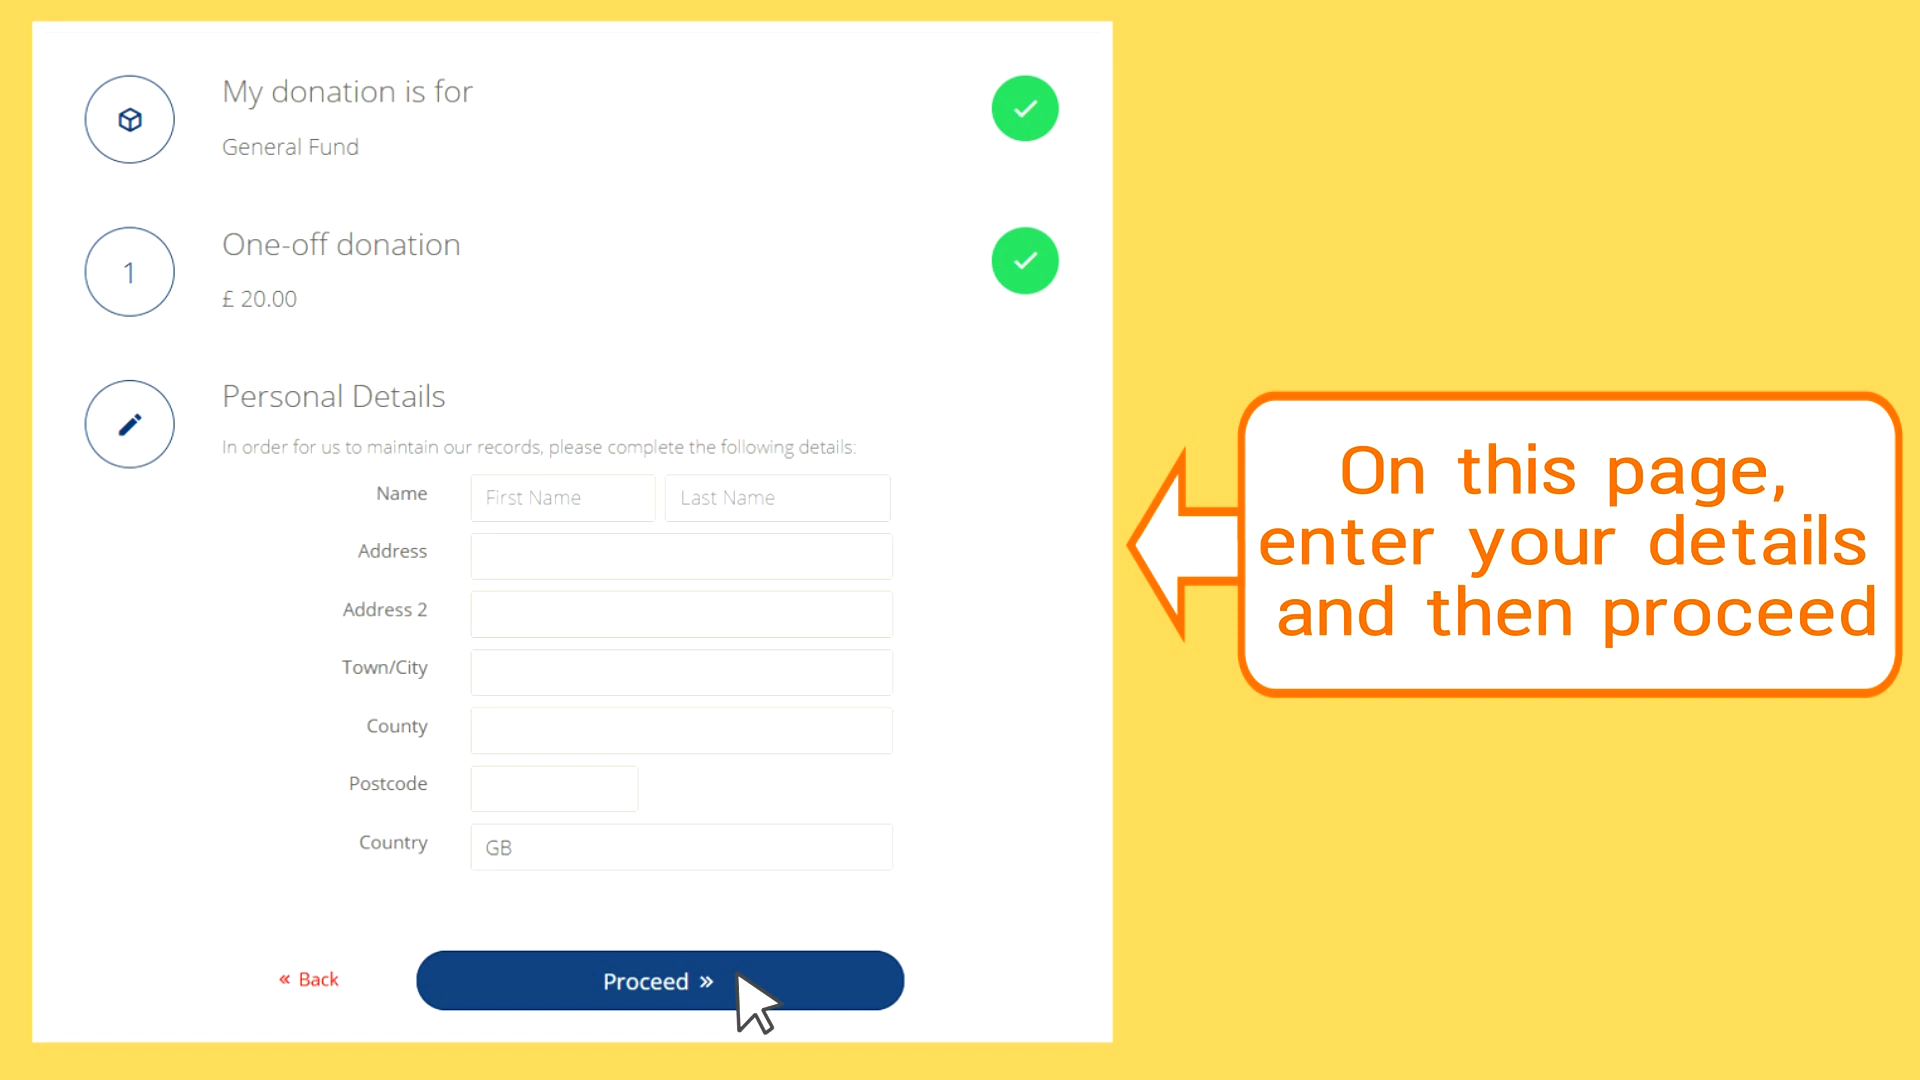 My donation is for
General Fund
1
One-off donation
£ 20.00
Personal Details
In order for us to maintain our records, please complete the following details:
Name
First Name
Last Name
Address
Address 2
Town/City
County
Postcode
Country
GB
« Back
Proceed »
On this page,
enter your details
and then proceed